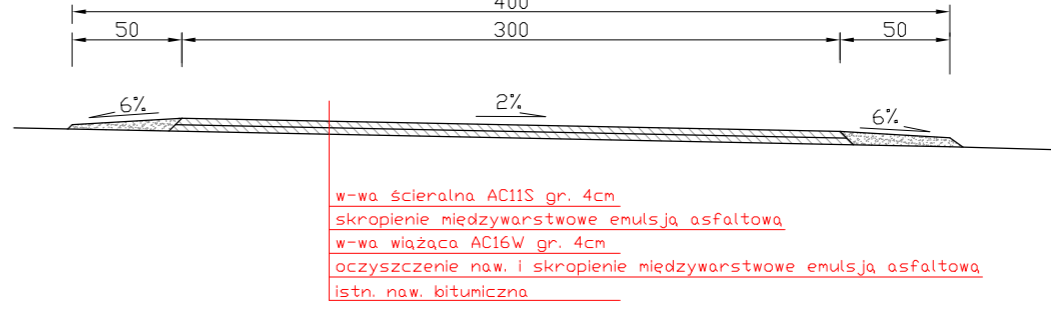 400
50 300 50
6% 2% 6%
w-wa ścieralna AC11S gr. 4cm
skropienie międzywarstwowe emulsją asfaltową
w-wa wiążąca AC16W gr. 4cm
oczyszczenie naw. i skropienie międzywarstwowe emulsją asfaltową
istn. naw. bitumiczna